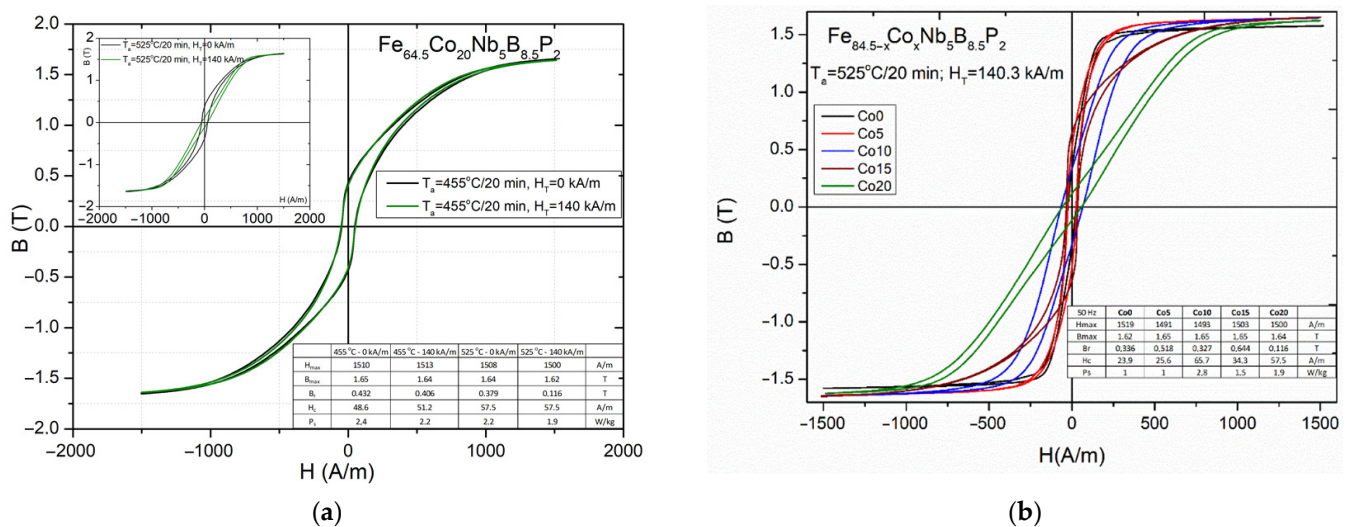 Fe64.5Co20Nb5B8.5P2
2.0
1.5
1.0
0.5
0.0
−0.5
−1.0
−1.5
−2.0
B (T)
−2000
−1000
0
1000
2000
H (A/m)
Ta=525°C/20 min, HT=0 kA/m
Ta=525°C/20 min, HT=140 kA/m
B (T)
2
1
0
−1
−2
−2000 −1000 0 1000 2000
H (A/m)
Ta=455°C/20 min, HT=0 kA/m
Ta=455°C/20 min, HT=140 kA/m
455 °C - 0 kA/m 455 °C - 140 kA/m 525 °C - 0 kA/m 525 °C - 140 kA/m
Hmax 1510 1513 1508 1500 A/m
Bmax 1.65 1.64 1.64 1.62 T
Br 0.432 0.406 0.379 0,116 T
Hc 48.6 51.2 57.5 57.5 A/m
Ps 2.4 2.2 2.2 1.9 W/kg
(a)
Fe84.5-xCoxNb5B8.5P2
Ta=525°C/20 min; HT=140.3 kA/m
Co0
Co5
Co10
Co15
Co20
1.5
1.0
0.5
0.0
−0.5
−1.0
−1.5
B (T)
−1500 −1000 −500 0 500 1000 1500
H(A/m)
50 Hz Co0 Co5 Co10 Co15 Co20
Hmax 1519 1491 1493 1503 1500 A/m
Bmax 1.62 1.65 1.65 1.65 1.64 T
Br 0,336 0,518 0,327 0,644 0,116 T
Hc 23.9 25.6 65.7 34.3 57.5 A/m
Ps 1 1 2.8 1.5 1.9 W/kg
(b)